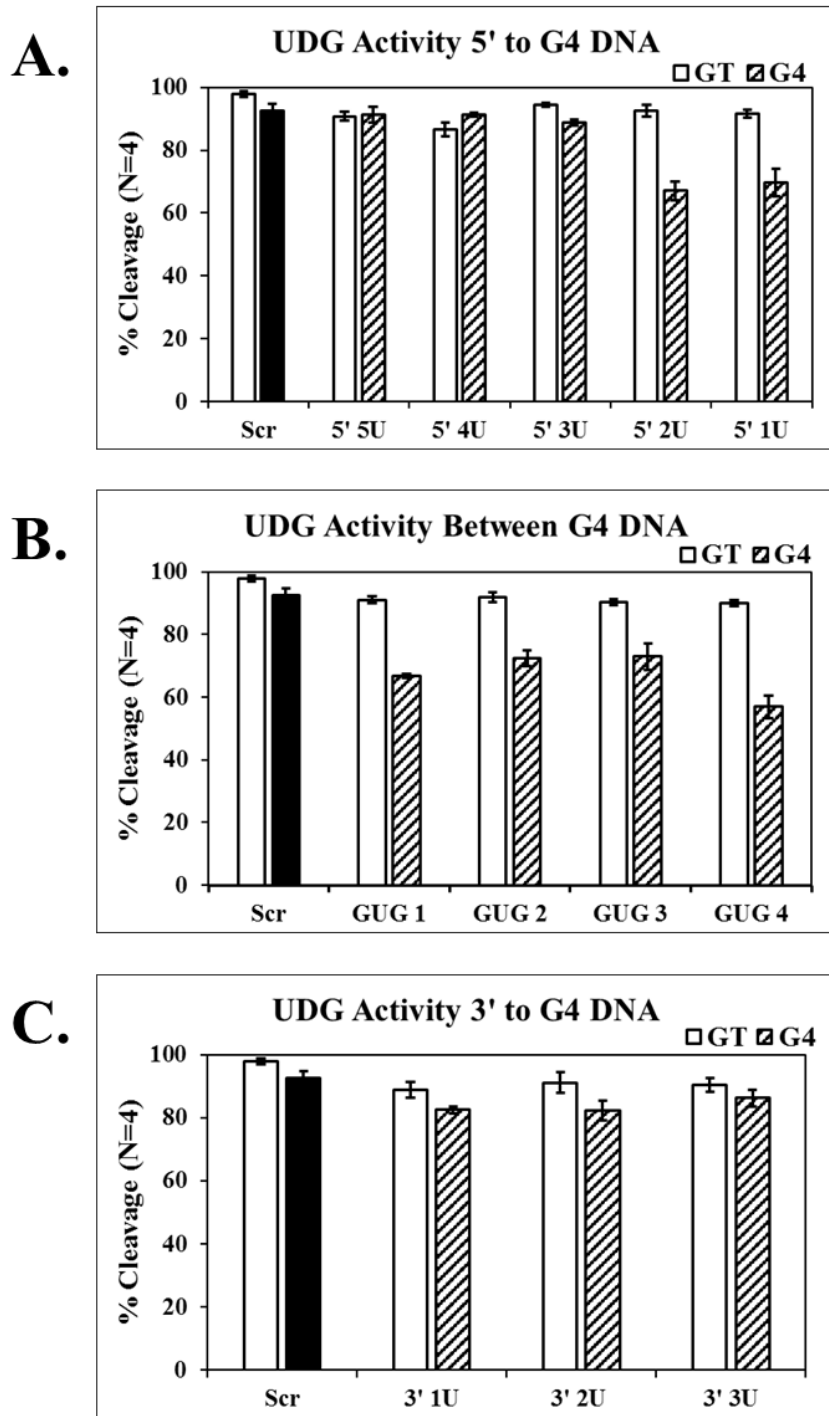 A.
UDG Activity 5' to G4 DNA
GT G4
% Cleavage (N=4)
100
80
60
40
20
0
Scr 5' 5U 5' 4U 5' 3U 5' 2U 5' 1U
B.
UDG Activity Between G4 DNA
GT G4
% Cleavage (N=4)
100
80
60
40
20
0
Scr GUG 1 GUG 2 GUG 3 GUG 4
C.
UDG Activity 3' to G4 DNA
GT G4
% Cleavage (N=4)
100
80
60
40
20
0
Scr 3' 1U 3' 2U 3' 3U